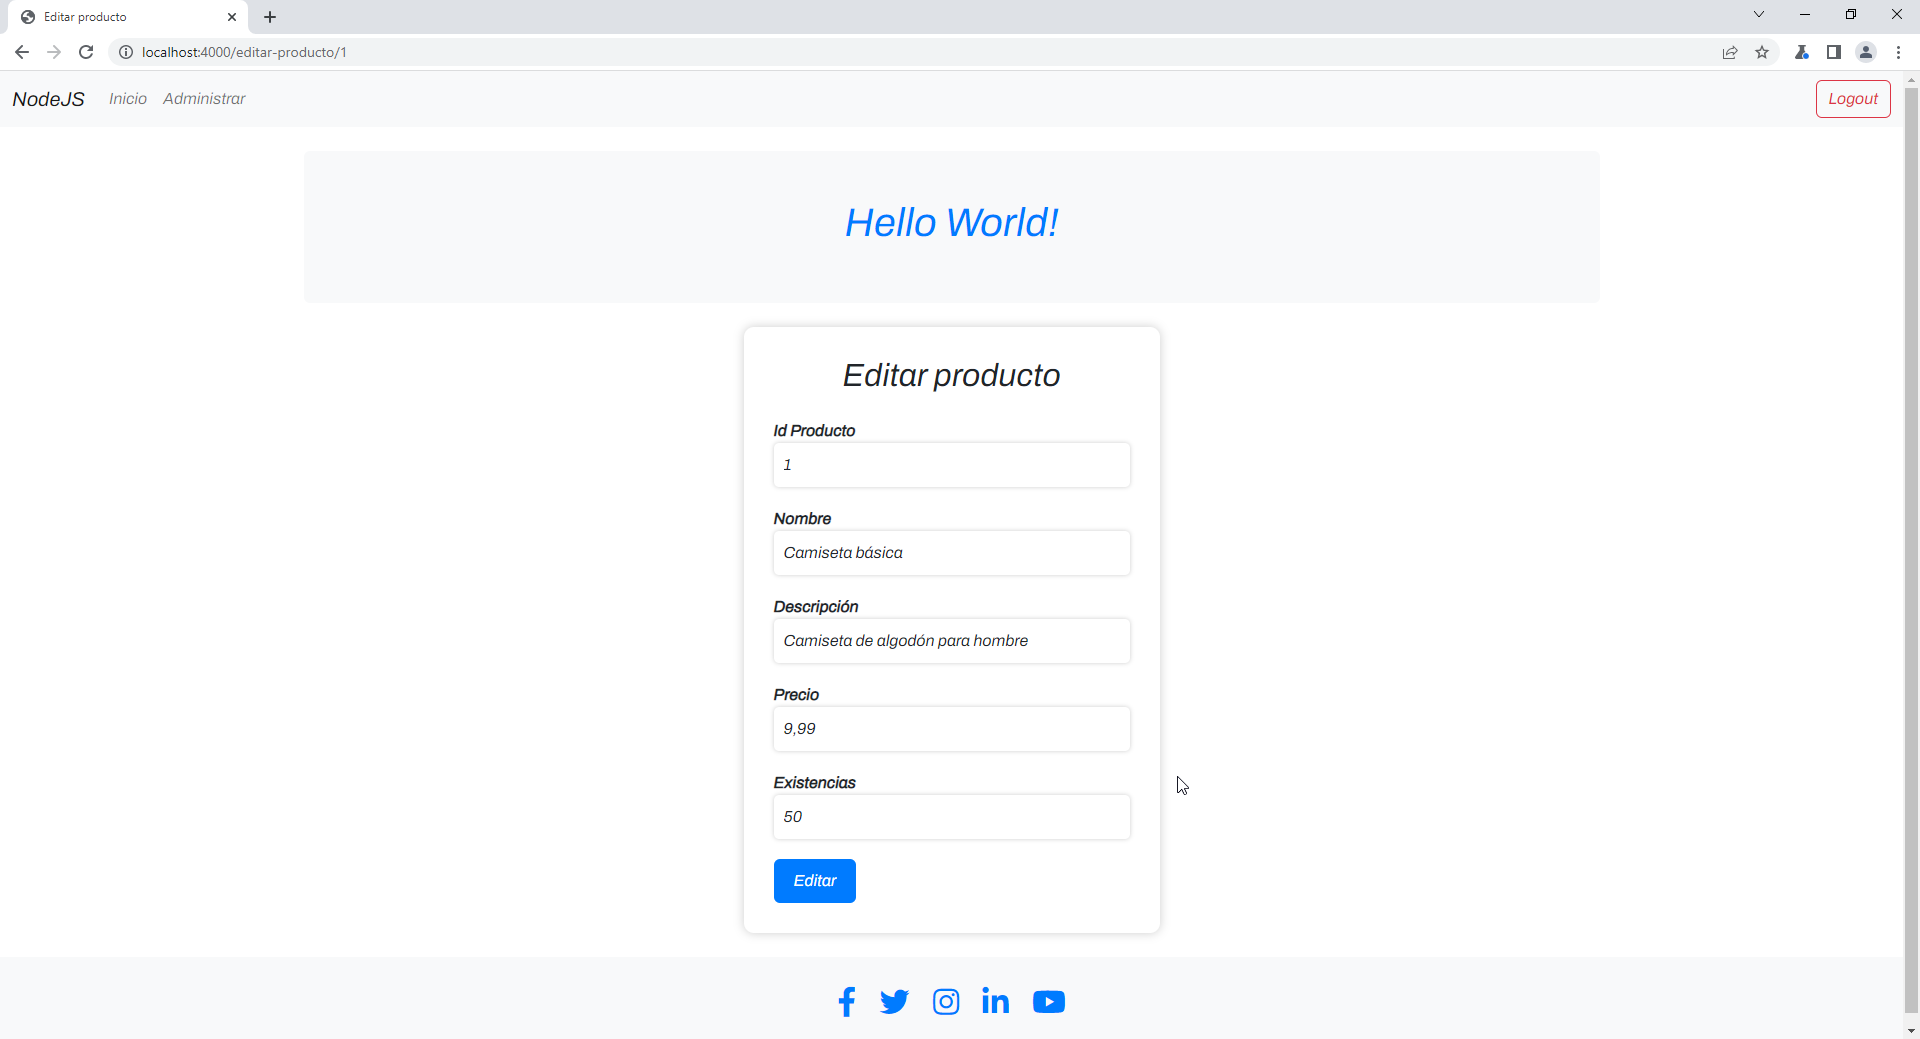 Editar producto
localhost:4000/editar-producto/1
NodeJS Inicio Administrar Logout
Hello World!
Editar producto
Id Producto
1
Nombre
Camiseta básica
Descripción
Camiseta de algodón para hombre
Precio
9,99
Existencias
50
Editar